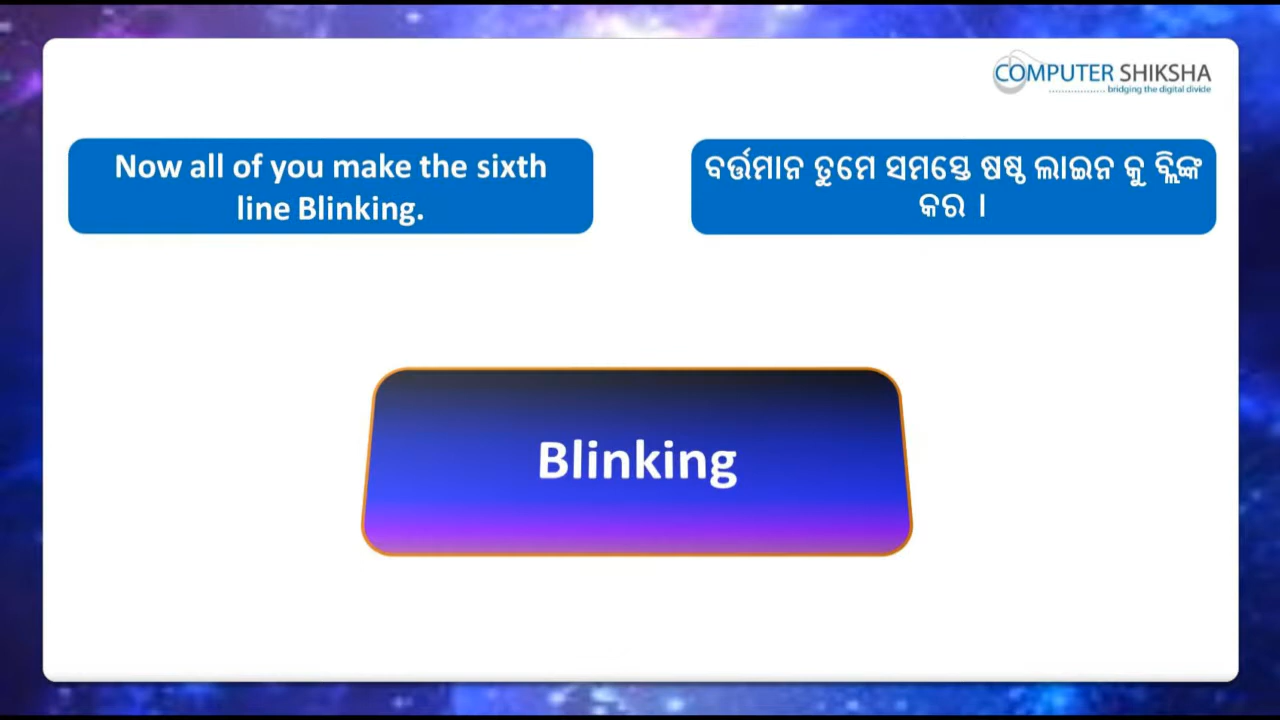 COMPUTER SHIKSHA
bridging the digital divide
Now all of you make the sixth
line Blinking.
ବର୍ତ୍ତମାନ ତୁମେ ସମସ୍ତେ ଷଷ୍ଠ ଲାଇନ କୁ ବ୍ଲିଙ୍କ
କର ।
Blinking